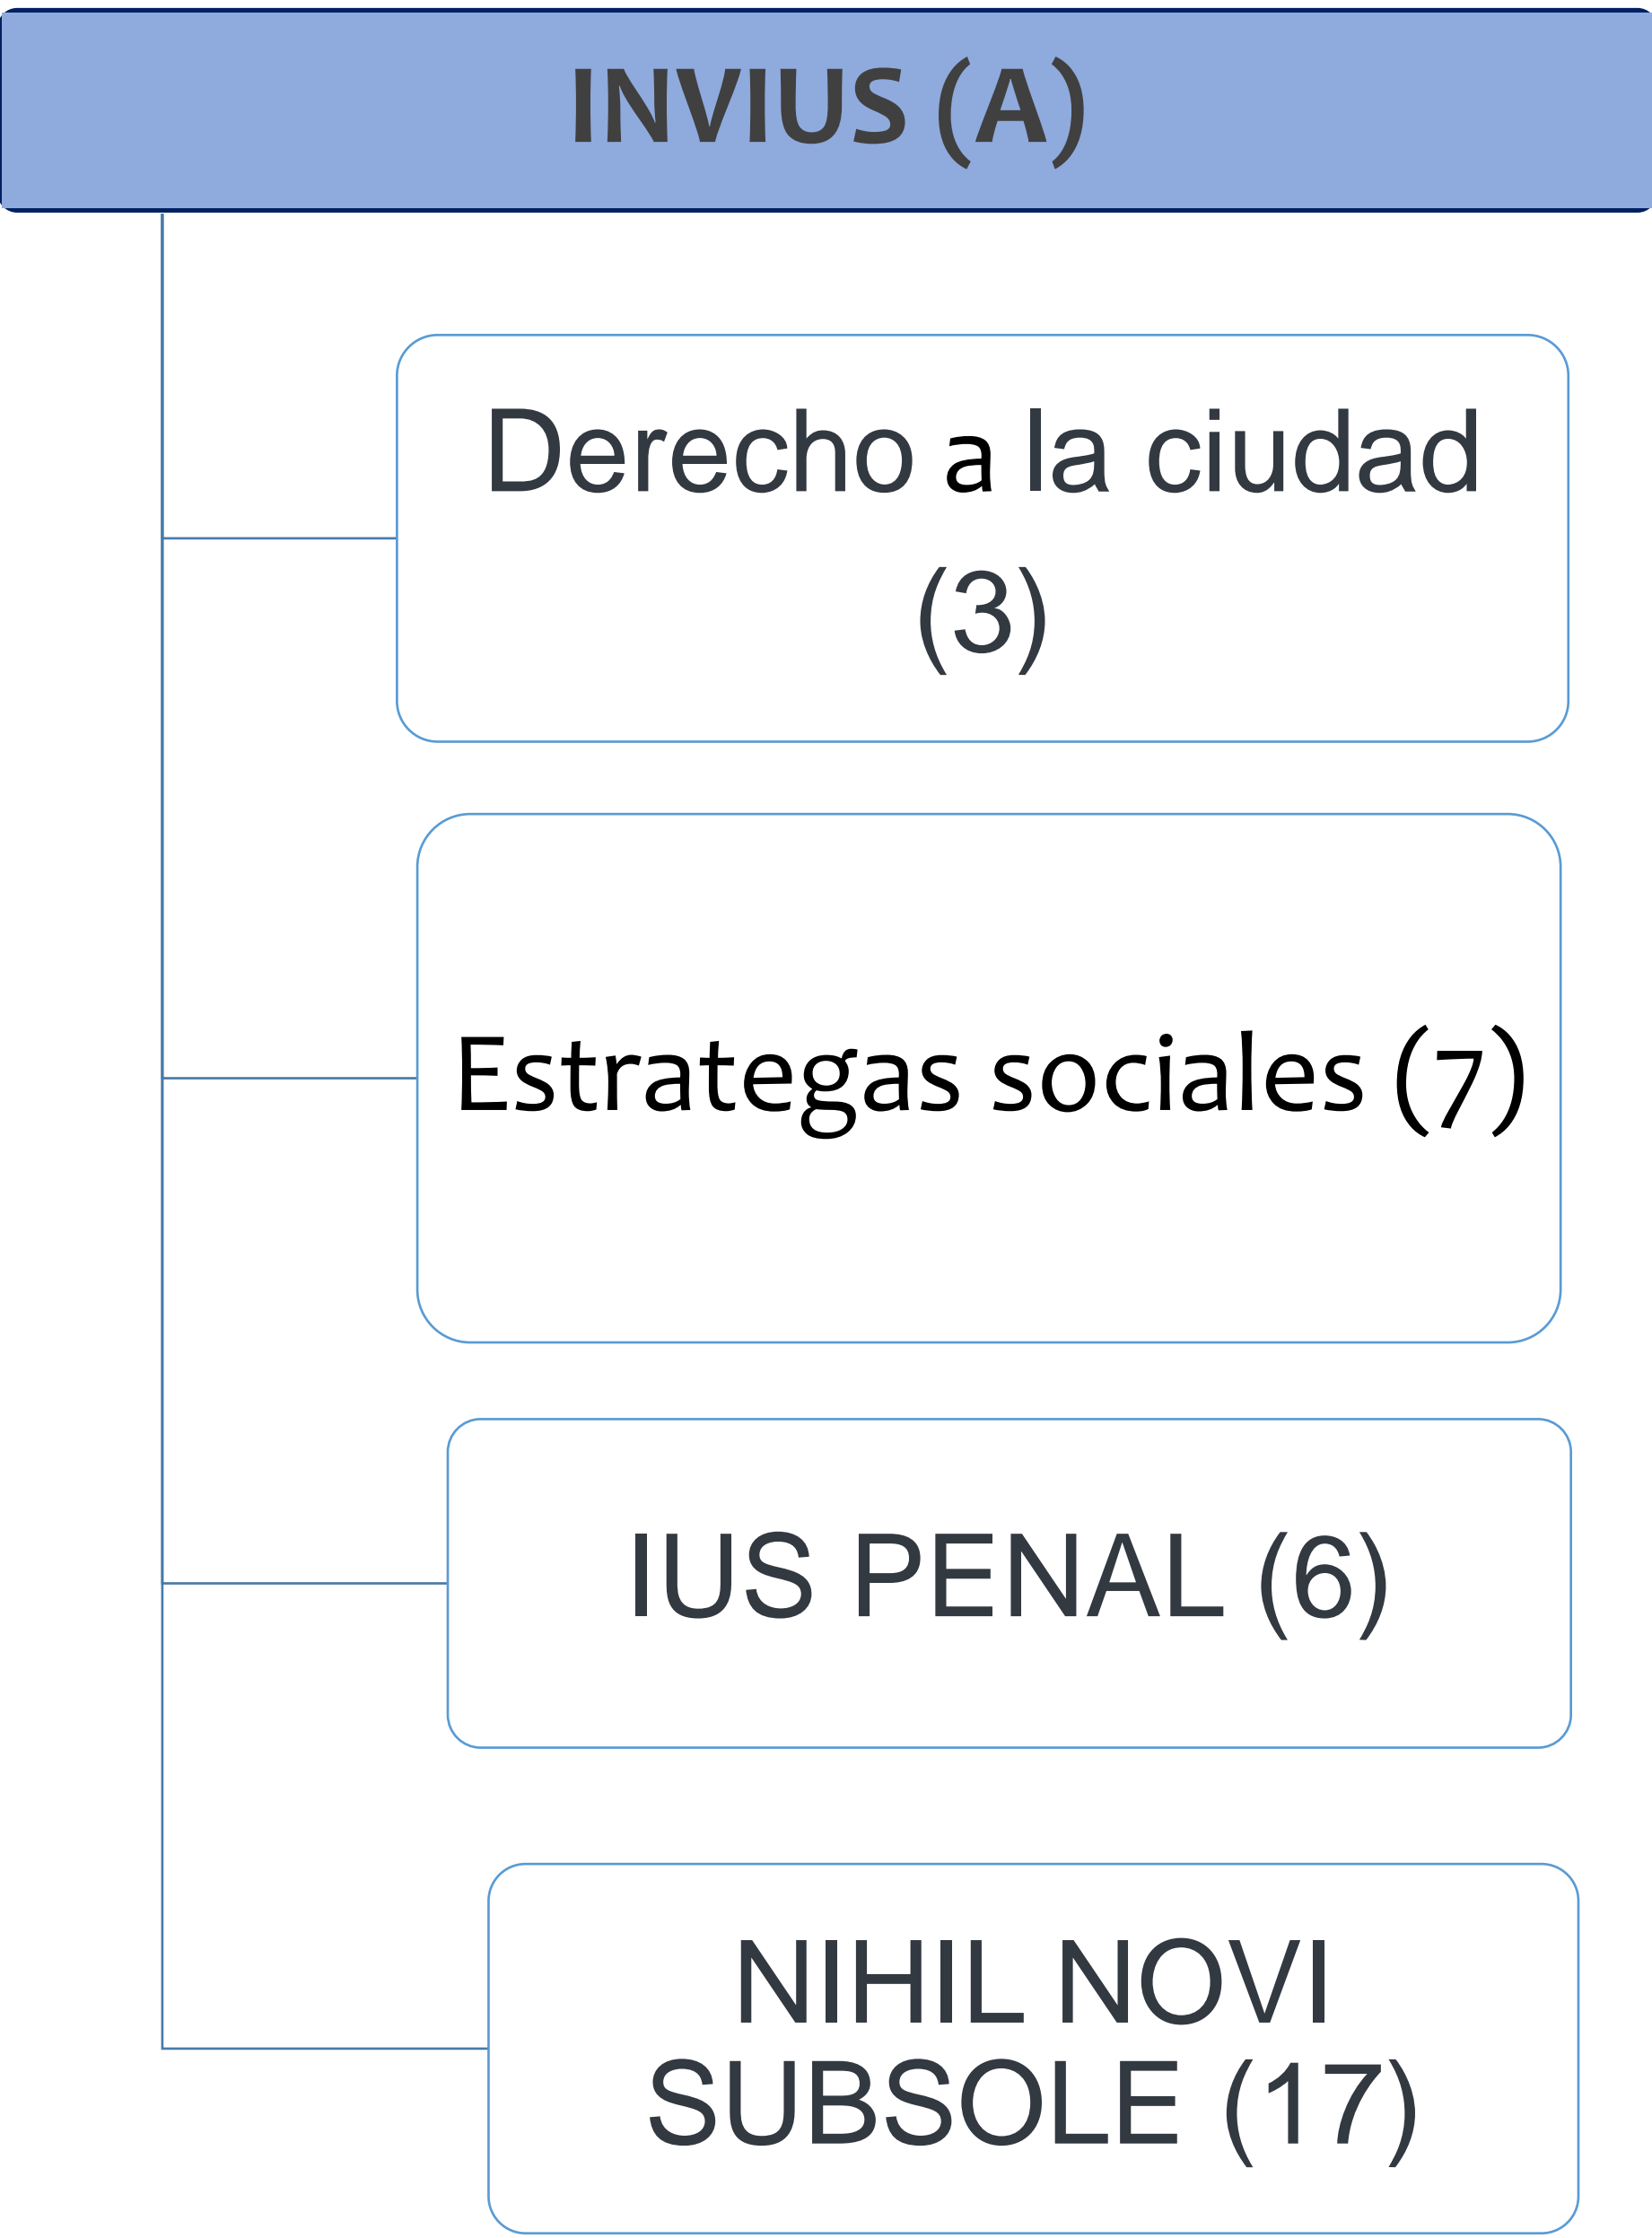 INVIUS (A)
Derecho a la ciudad
(3)
Estrategas sociales (7)
IUS PENAL (6)
NIHIL NOVI
SUBSOLE (17)